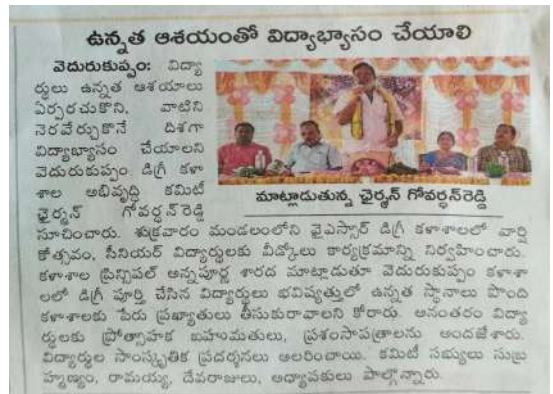 ఉన్నత ఆశయంతో విద్యాభ్యాసం చేయాలి
వెదురుకుప్పం: విద్యా
ర్థులు ఉన్నత ఆశయాలు
ఏర్పరచుకొని, వాటిని
నెరవేర్చుకొనే దిశగా
విద్యాభ్యాసం చేయాలని
వెదురుకుప్పం డిగ్రీ కళా
శాల అభివృద్ధి కమిటీ
ఛైర్మన్ గోవర్ధన్‌రెడ్డి
మాట్లాడుతున్న ఛైర్మన్ గోవర్ధన్‌రెడ్డి
సూచించారు. శుక్రవారం మండలంలోని వైఎస్సార్ డిగ్రీ కళాశాలలో వార్షి
కోత్సవం, సీనియర్ విద్యార్థులకు వీడ్కోలు కార్యక్రమాన్ని నిర్వహించారు.
కళాశాల ప్రిన్సిపల్ అన్నపూర్ణ శారద మాట్లాడుతూ వెదురుకుప్పం కళాశా
లలో డిగ్రీ పూర్తి చేసిన విద్యార్థులు భవిష్యత్తులో ఉన్నత స్థానాలు పొంది
కళాశాలకు పేరు ప్రఖ్యాతులు తీసుకురావాలని కోరారు. అనంతరం విద్యా
ర్థులకు ప్రోత్సాహక బహుమతులు, ప్రశంసాపత్రాలను అందజేశారు.
విద్యార్థుల సాంస్కృతిక ప్రదర్శనలు అలరించాయి. కమిటీ సభ్యులు సుబ్ర
హ్మణ్యం, రామయ్య, దేవరాజులు, అధ్యాపకులు పాల్గొన్నారు.